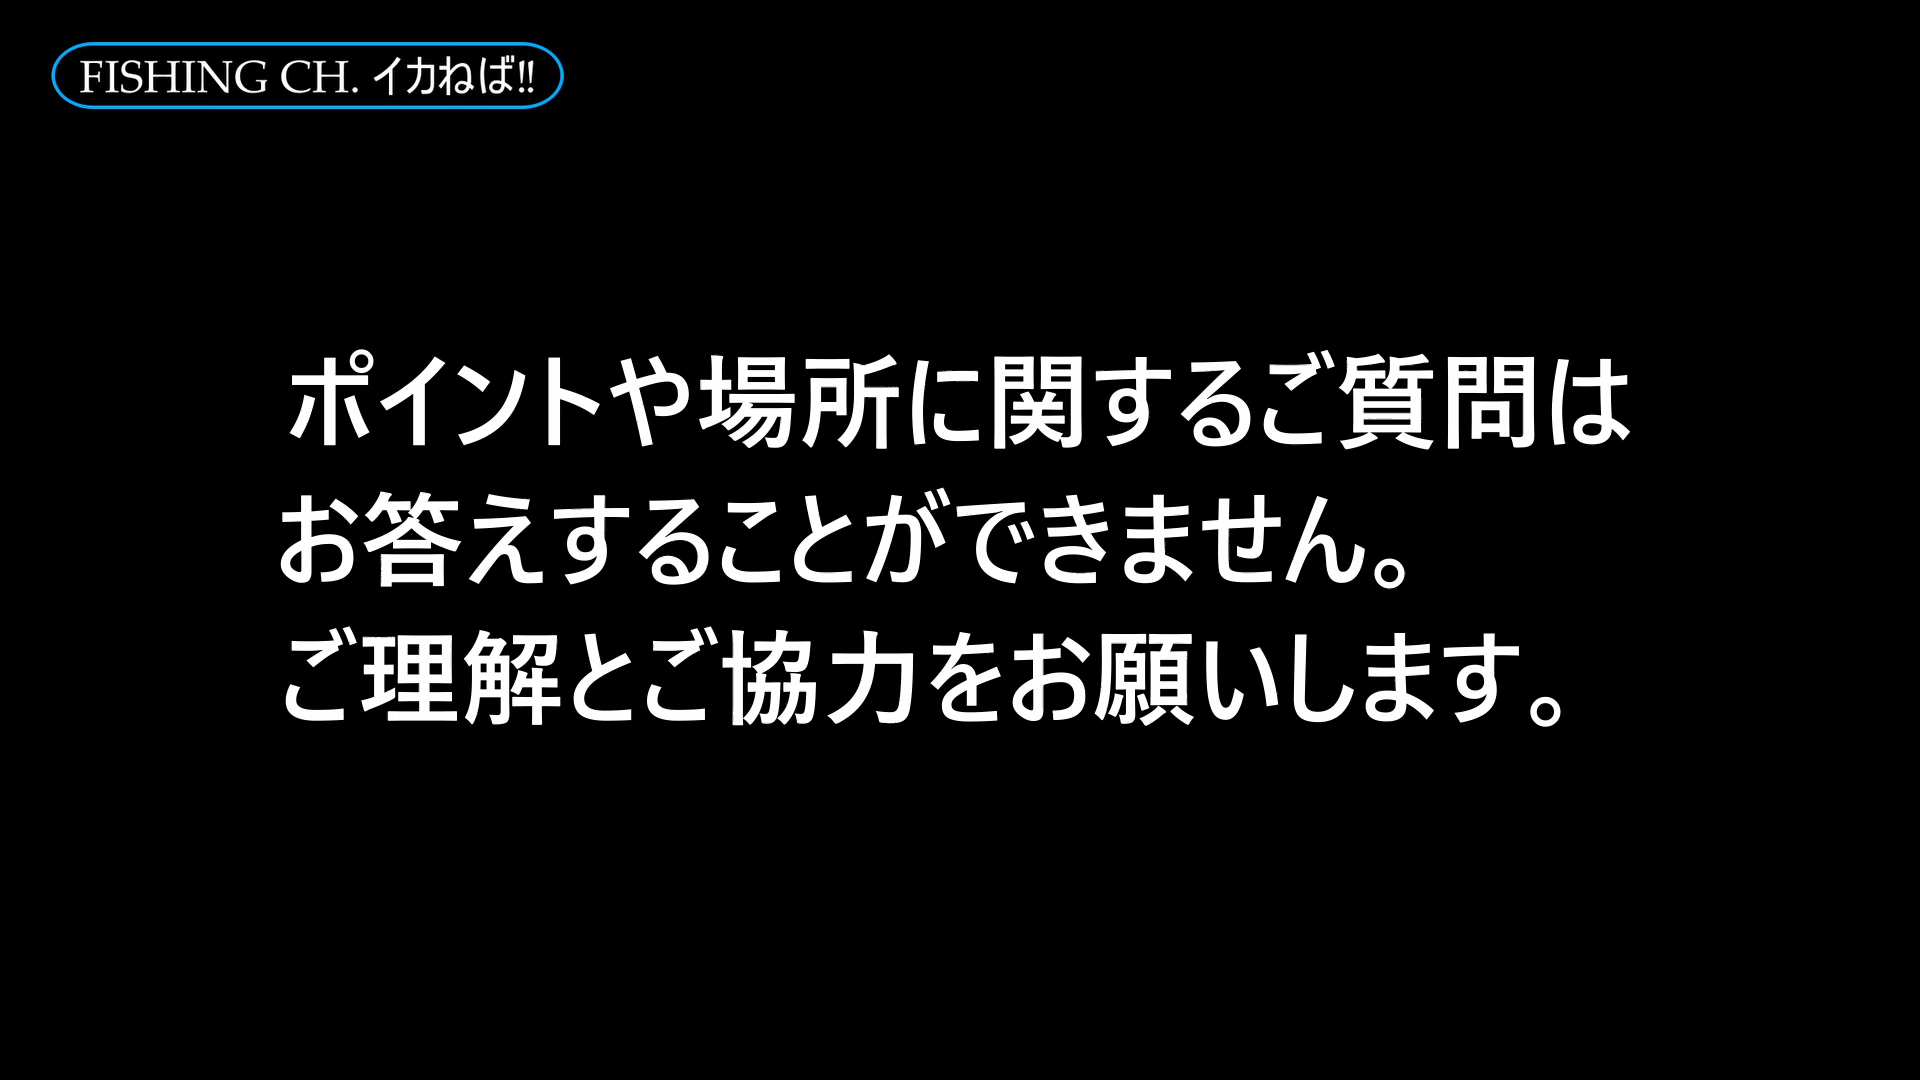 FISHING CH. イカねば!!
ポイントや場所に関するご質問は
お答えすることができません。
ご理解とご協力をお願いします。